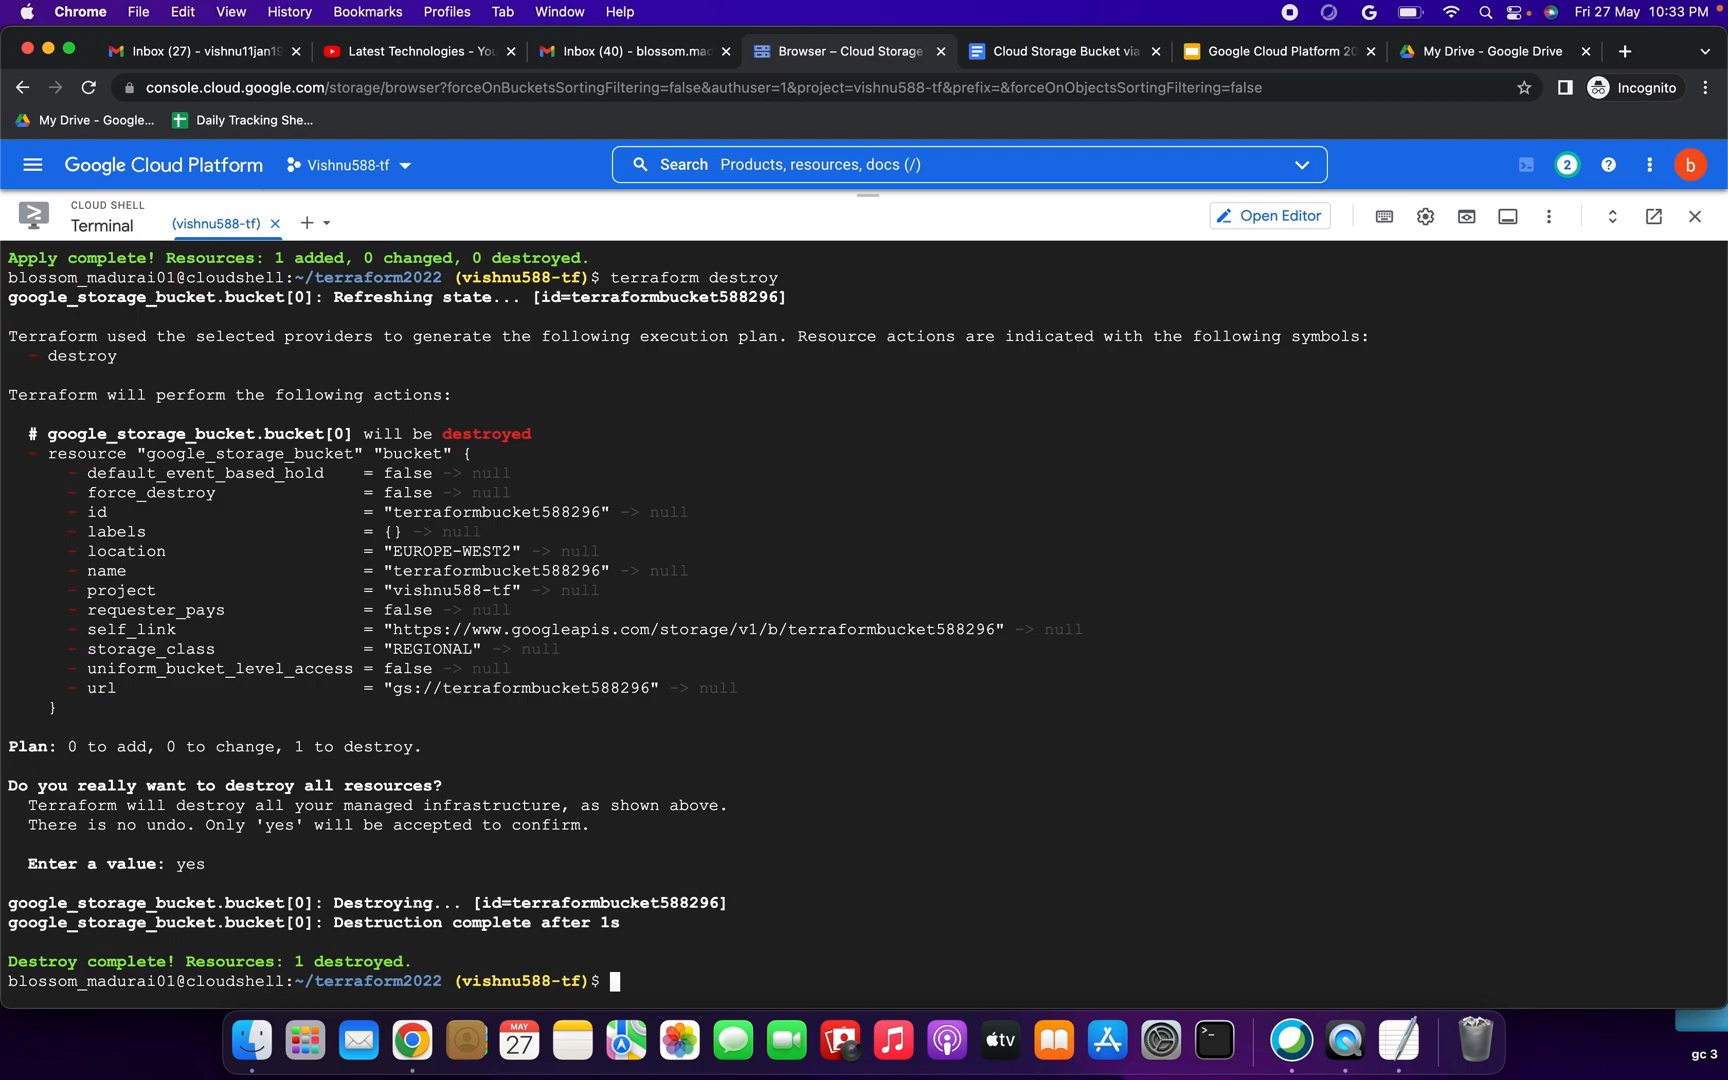 Chrome File Edit View History Bookmarks Profiles Tab Window Help Fri 27 May 10:33 PM
Inbox (27) - vishnu11jan19 Latest Technologies - You Inbox (40) - blossom.mad Browser – Cloud Storage Cloud Storage Bucket via Google Cloud Platform 20 My Drive - Google Drive
console.cloud.google.com/storage/browser?forceOnBucketsSortingFiltering=false&authuser=1&project=vishnu588-tf&prefix=&forceOnObjectsSortingFiltering=false Incognito
My Drive - Google... Daily Tracking She...
Google Cloud Platform Vishnu588-tf Search Products, resources, docs (/) 2 b
CLOUD SHELL
Terminal (vishnu588-tf) Open Editor
Apply complete! Resources: 1 added, 0 changed, 0 destroyed.
blossom_madurai01@cloudshell:~/terraform2022 (vishnu588-tf)$ terraform destroy
google_storage_bucket.bucket[0]: Refreshing state... [id=terraformbucket588296]
Terraform used the selected providers to generate the following execution plan. Resource actions are indicated with the following symbols:
- destroy
Terraform will perform the following actions:
# google_storage_bucket.bucket[0] will be destroyed
- resource "google_storage_bucket" "bucket" {
- default_event_based_hold = false -> null
- force_destroy = false -> null
- id = "terraformbucket588296" -> null
- labels = {} -> null
- location = "EUROPE-WEST2" -> null
- name = "terraformbucket588296" -> null
- project = "vishnu588-tf" -> null
- requester_pays = false -> null
- self_link = "https://www.googleapis.com/storage/v1/b/terraformbucket588296" -> null
- storage_class = "REGIONAL" -> null
- uniform_bucket_level_access = false -> null
- url = "gs://terraformbucket588296" -> null
}
Plan: 0 to add, 0 to change, 1 to destroy.
Do you really want to destroy all resources?
Terraform will destroy all your managed infrastructure, as shown above.
There is no undo. Only 'yes' will be accepted to confirm.
Enter a value: yes
google_storage_bucket.bucket[0]: Destroying... [id=terraformbucket588296]
google_storage_bucket.bucket[0]: Destruction complete after 1s
Destroy complete! Resources: 1 destroyed.
blossom_madurai01@cloudshell:~/terraform2022 (vishnu588-tf)$
MAY
27
tv
gc 3